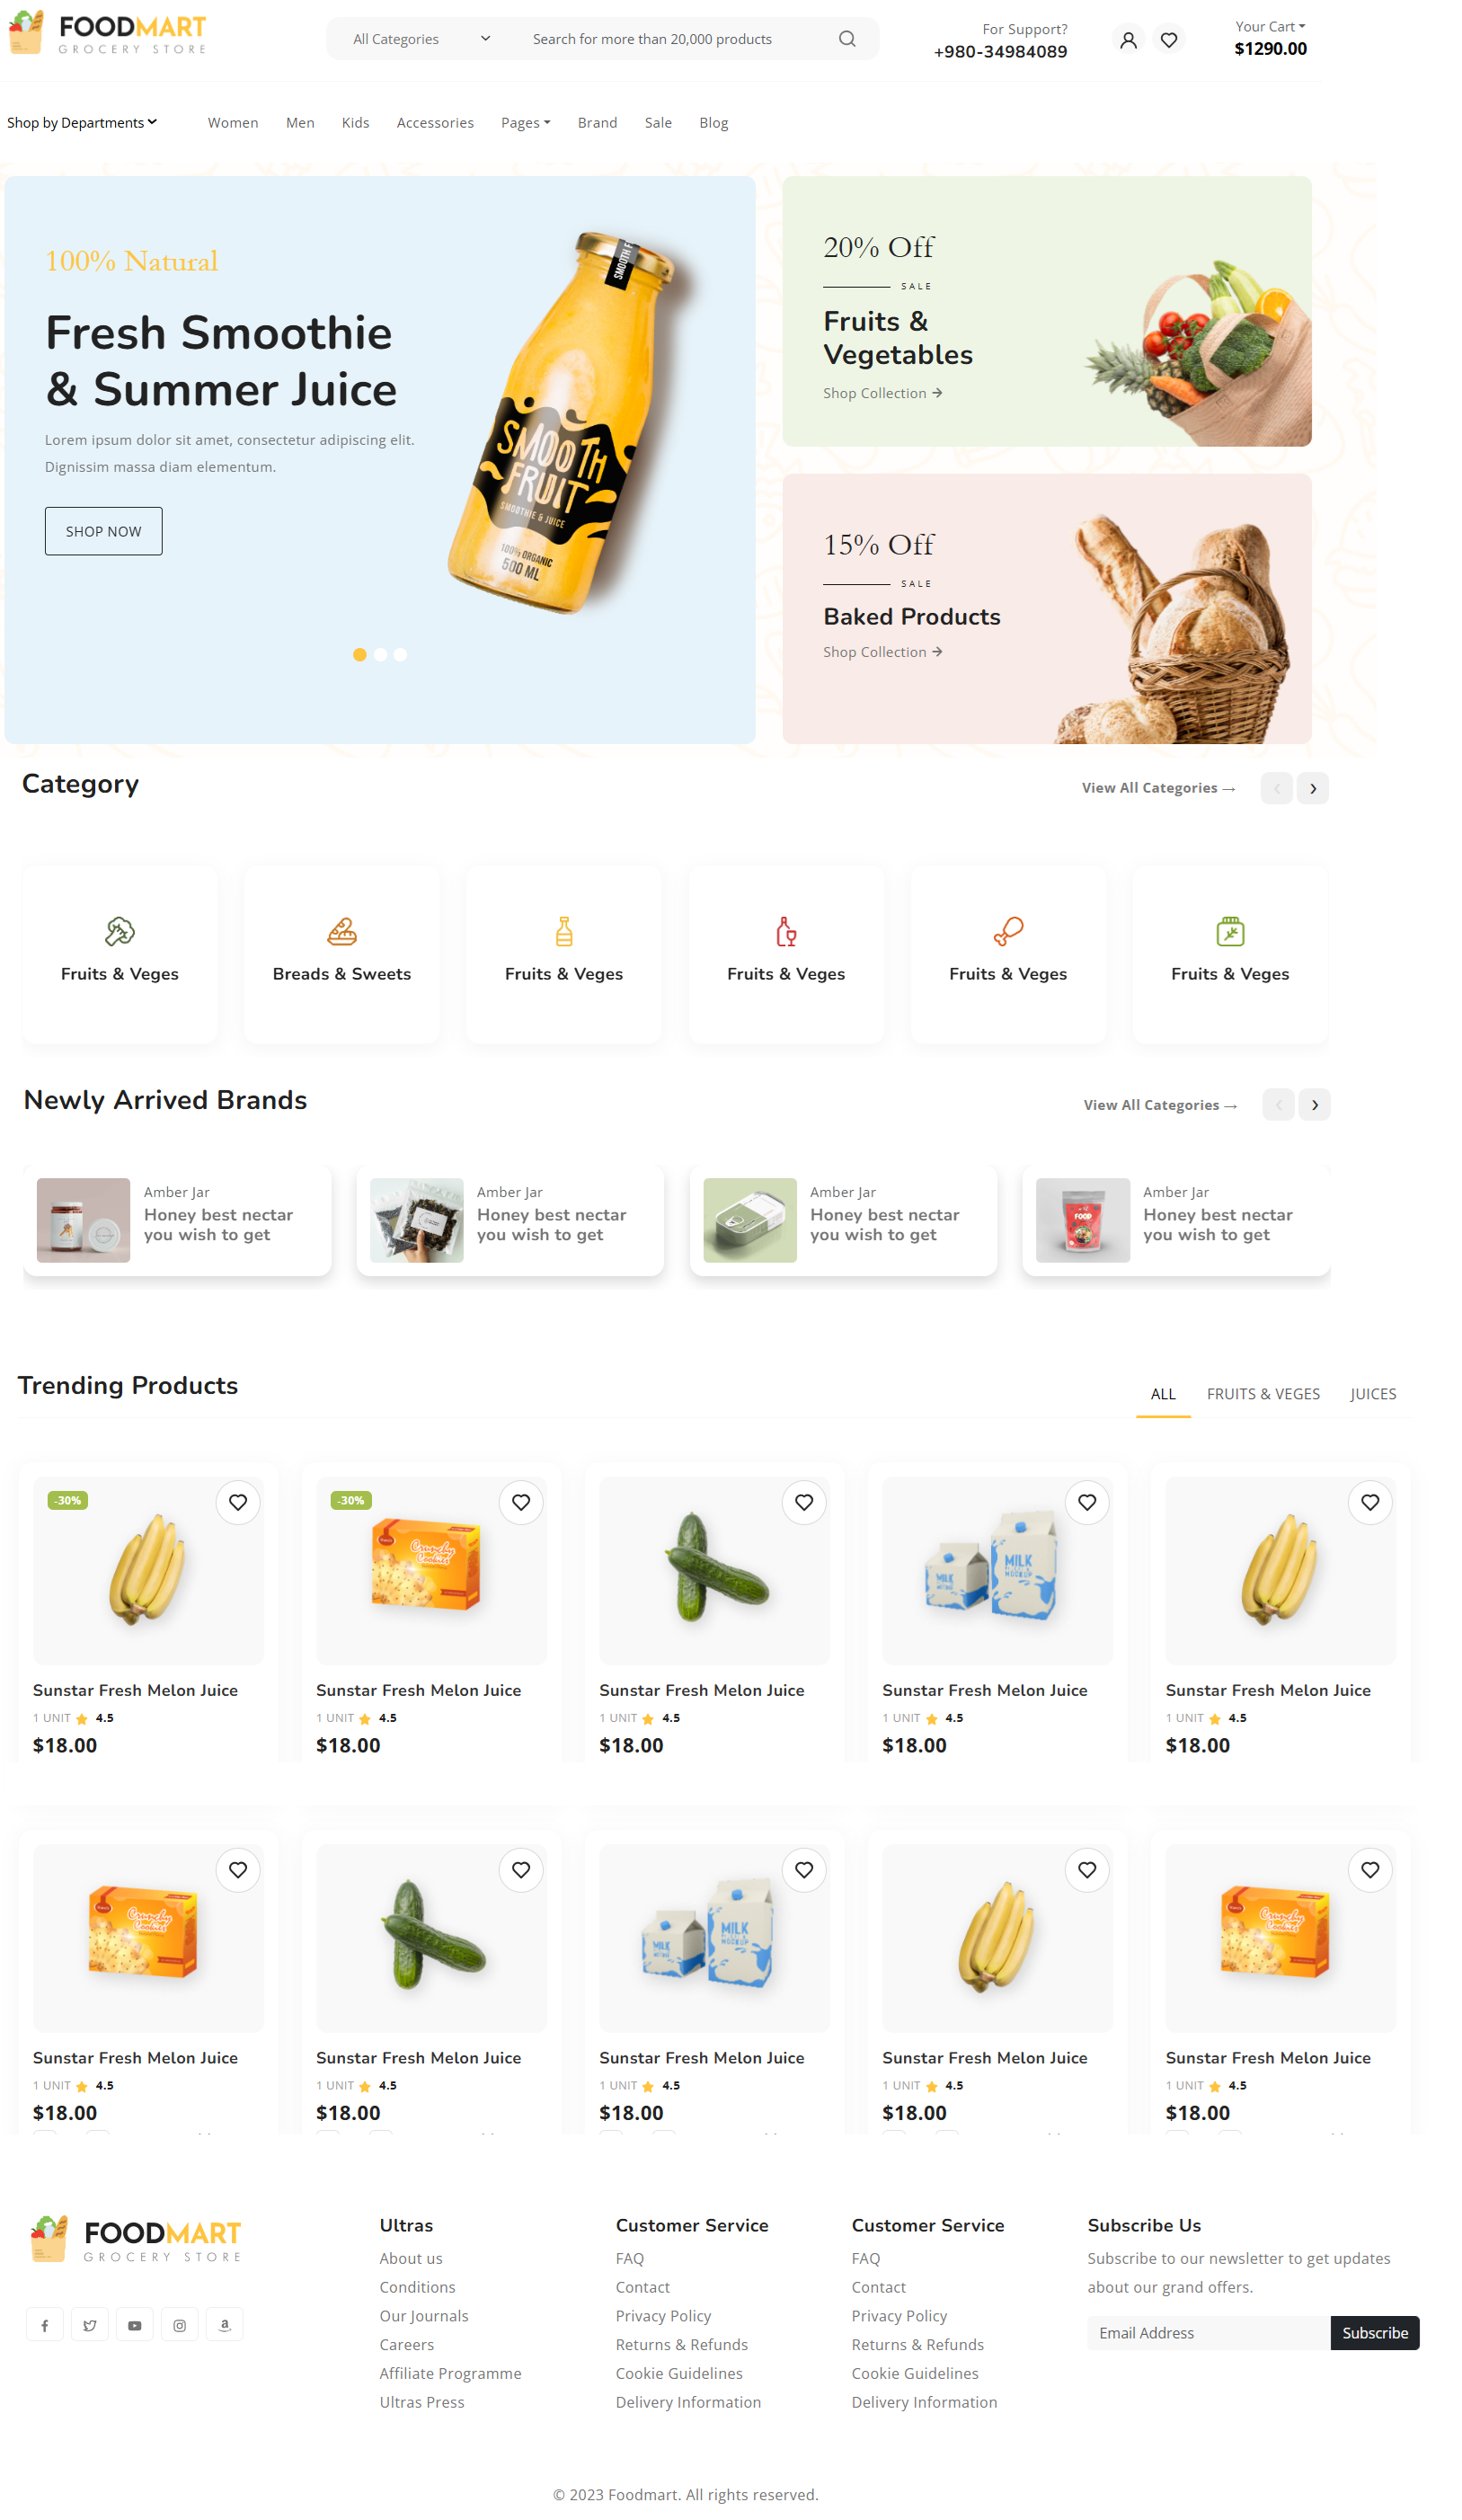 FOODMART
GROCERY STORE
All Categories
Search for more than 20,000 products
For Support?
+980-34984089
Your Cart
$1290.00
Shop by Departments
Women
Men
Kids
Accessories
Pages
Brand
Sale
Blog
100% Natural
Fresh Smoothie
& Summer Juice
Lorem ipsum dolor sit amet, consectetur adipiscing elit.
Dignissim massa diam elementum.
SHOP NOW
SMOOTH F
SMOOTH
FRUIT
SMOOTHIE & JUICE
100% ORGANIC
500 ML
20% Off
SALE
Fruits &
Vegetables
Shop Collection →
15% Off
SALE
Baked Products
Shop Collection →
Category
View All Categories →
‹
›
Fruits & Veges
Breads & Sweets
Fruits & Veges
Fruits & Veges
Fruits & Veges
Fruits & Veges
Newly Arrived Brands
View All Categories →
‹
›
Amber Jar
Honey best nectar
you wish to get
Amber Jar
Honey best nectar
you wish to get
Amber Jar
Honey best nectar
you wish to get
FOOD
Amber Jar
Honey best nectar
you wish to get
Trending Products
ALL
FRUITS & VEGES
JUICES
-30%
Sunstar Fresh Melon Juice
1 UNIT 4.5
$18.00
-30%
Crunchy
Cookies
Sunstar Fresh Melon Juice
1 UNIT 4.5
$18.00
Sunstar Fresh Melon Juice
1 UNIT 4.5
$18.00
MILK
MILK
MOCKUP
Sunstar Fresh Melon Juice
1 UNIT 4.5
$18.00
Sunstar Fresh Melon Juice
1 UNIT 4.5
$18.00
Crunchy
Cookies
Sunstar Fresh Melon Juice
1 UNIT 4.5
$18.00
Sunstar Fresh Melon Juice
1 UNIT 4.5
$18.00
MILK
MILK
MOCKUP
Sunstar Fresh Melon Juice
1 UNIT 4.5
$18.00
Sunstar Fresh Melon Juice
1 UNIT 4.5
$18.00
Crunchy
Cookies
Sunstar Fresh Melon Juice
1 UNIT 4.5
$18.00
FOODMART
GROCERY STORE
Ultras
About us
Conditions
Our Journals
Careers
Affiliate Programme
Ultras Press
Customer Service
FAQ
Contact
Privacy Policy
Returns & Refunds
Cookie Guidelines
Delivery Information
Customer Service
FAQ
Contact
Privacy Policy
Returns & Refunds
Cookie Guidelines
Delivery Information
Subscribe Us
Subscribe to our newsletter to get updates
about our grand offers.
Email Address
Subscribe
© 2023 Foodmart. All rights reserved.